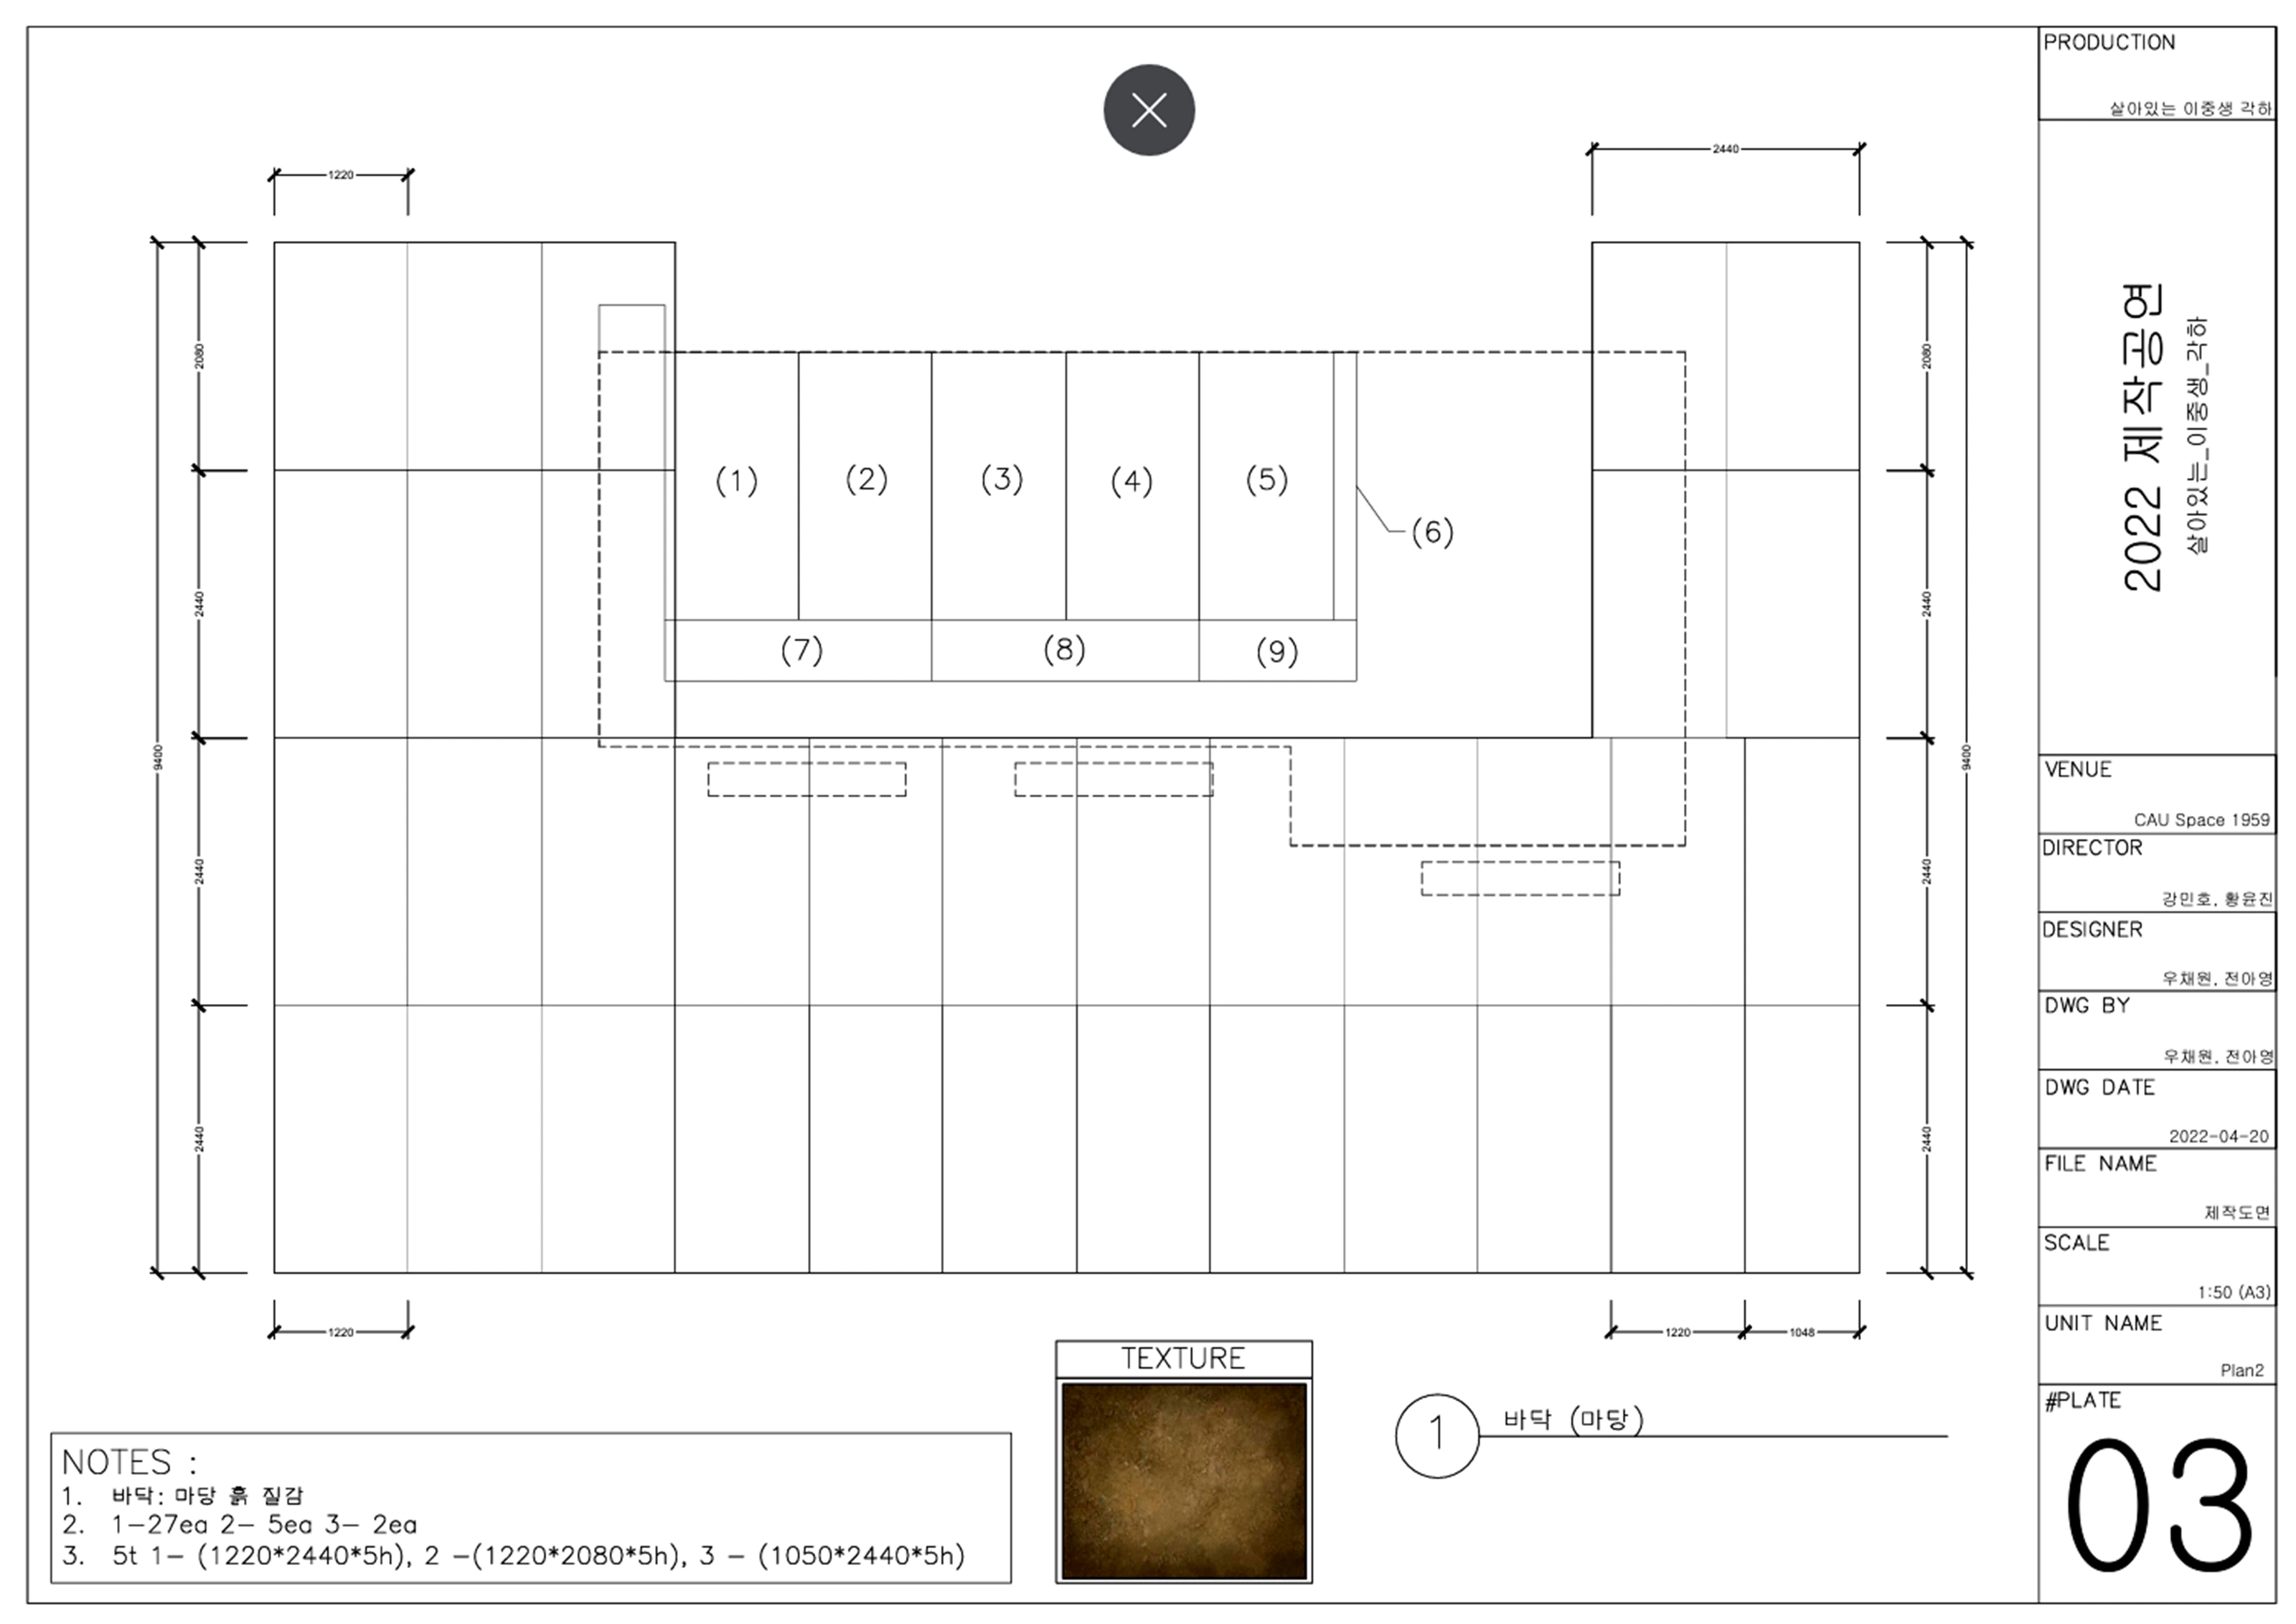 1220
2440
2080
2440
2440
2440
9400
2080
2440
2440
2440
9400
(1)
(2)
(3)
(4)
(5)
(6)
(7)
(8)
(9)
1220
1220
1048
TEXTURE
1
바닥 (마당)
NOTES :
1. 바닥: 마당 흙 질감
2. 1-27ea 2- 5ea 3- 2ea
3. 5t 1- (1220*2440*5h), 2 -(1220*2080*5h), 3 - (1050*2440*5h)
PRODUCTION
살아있는 이중생 각하
2022 제작공연
살아있는_이중생_각하
VENUE
CAU Space 1959
DIRECTOR
강민호, 황윤진
DESIGNER
우채원, 전아영
DWG BY
우채원, 전아영
DWG DATE
2022-04-20
FILE NAME
제작도면
SCALE
1:50 (A3)
UNIT NAME
Plan2
#PLATE
03